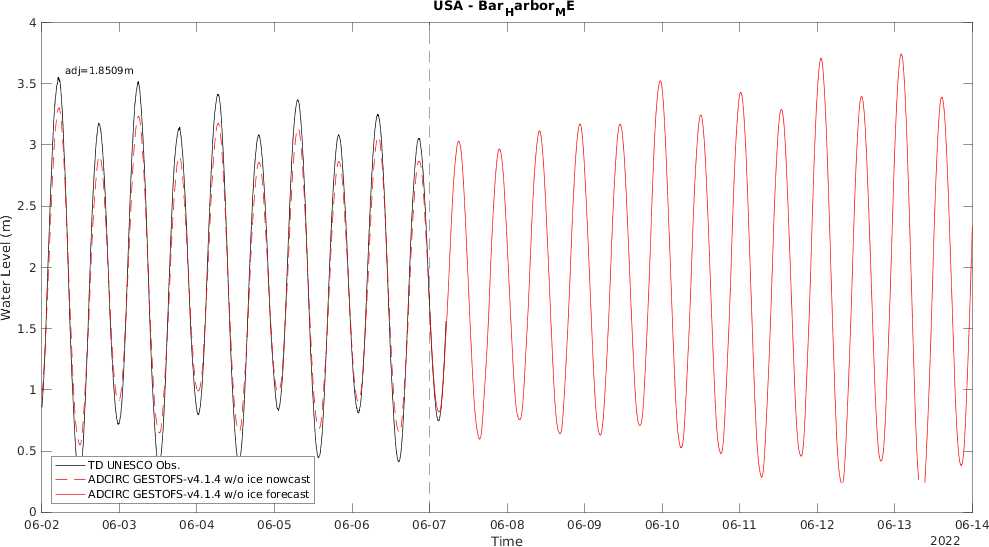 USA - Bar_Harbor_ME
4
adj=1.8509m
3.5
3
2.5
2
1.5
1
0.5
0
Water Level (m)
TD UNESCO Obs.
ADCIRC GESTOFS-v4.1.4 w/o ice nowcast
ADCIRC GESTOFS-v4.1.4 w/o ice forecast
06-02 06-03 06-04 06-05 06-06 06-07 06-08 06-09 06-10 06-11 06-12 06-13 06-14
Time
2022